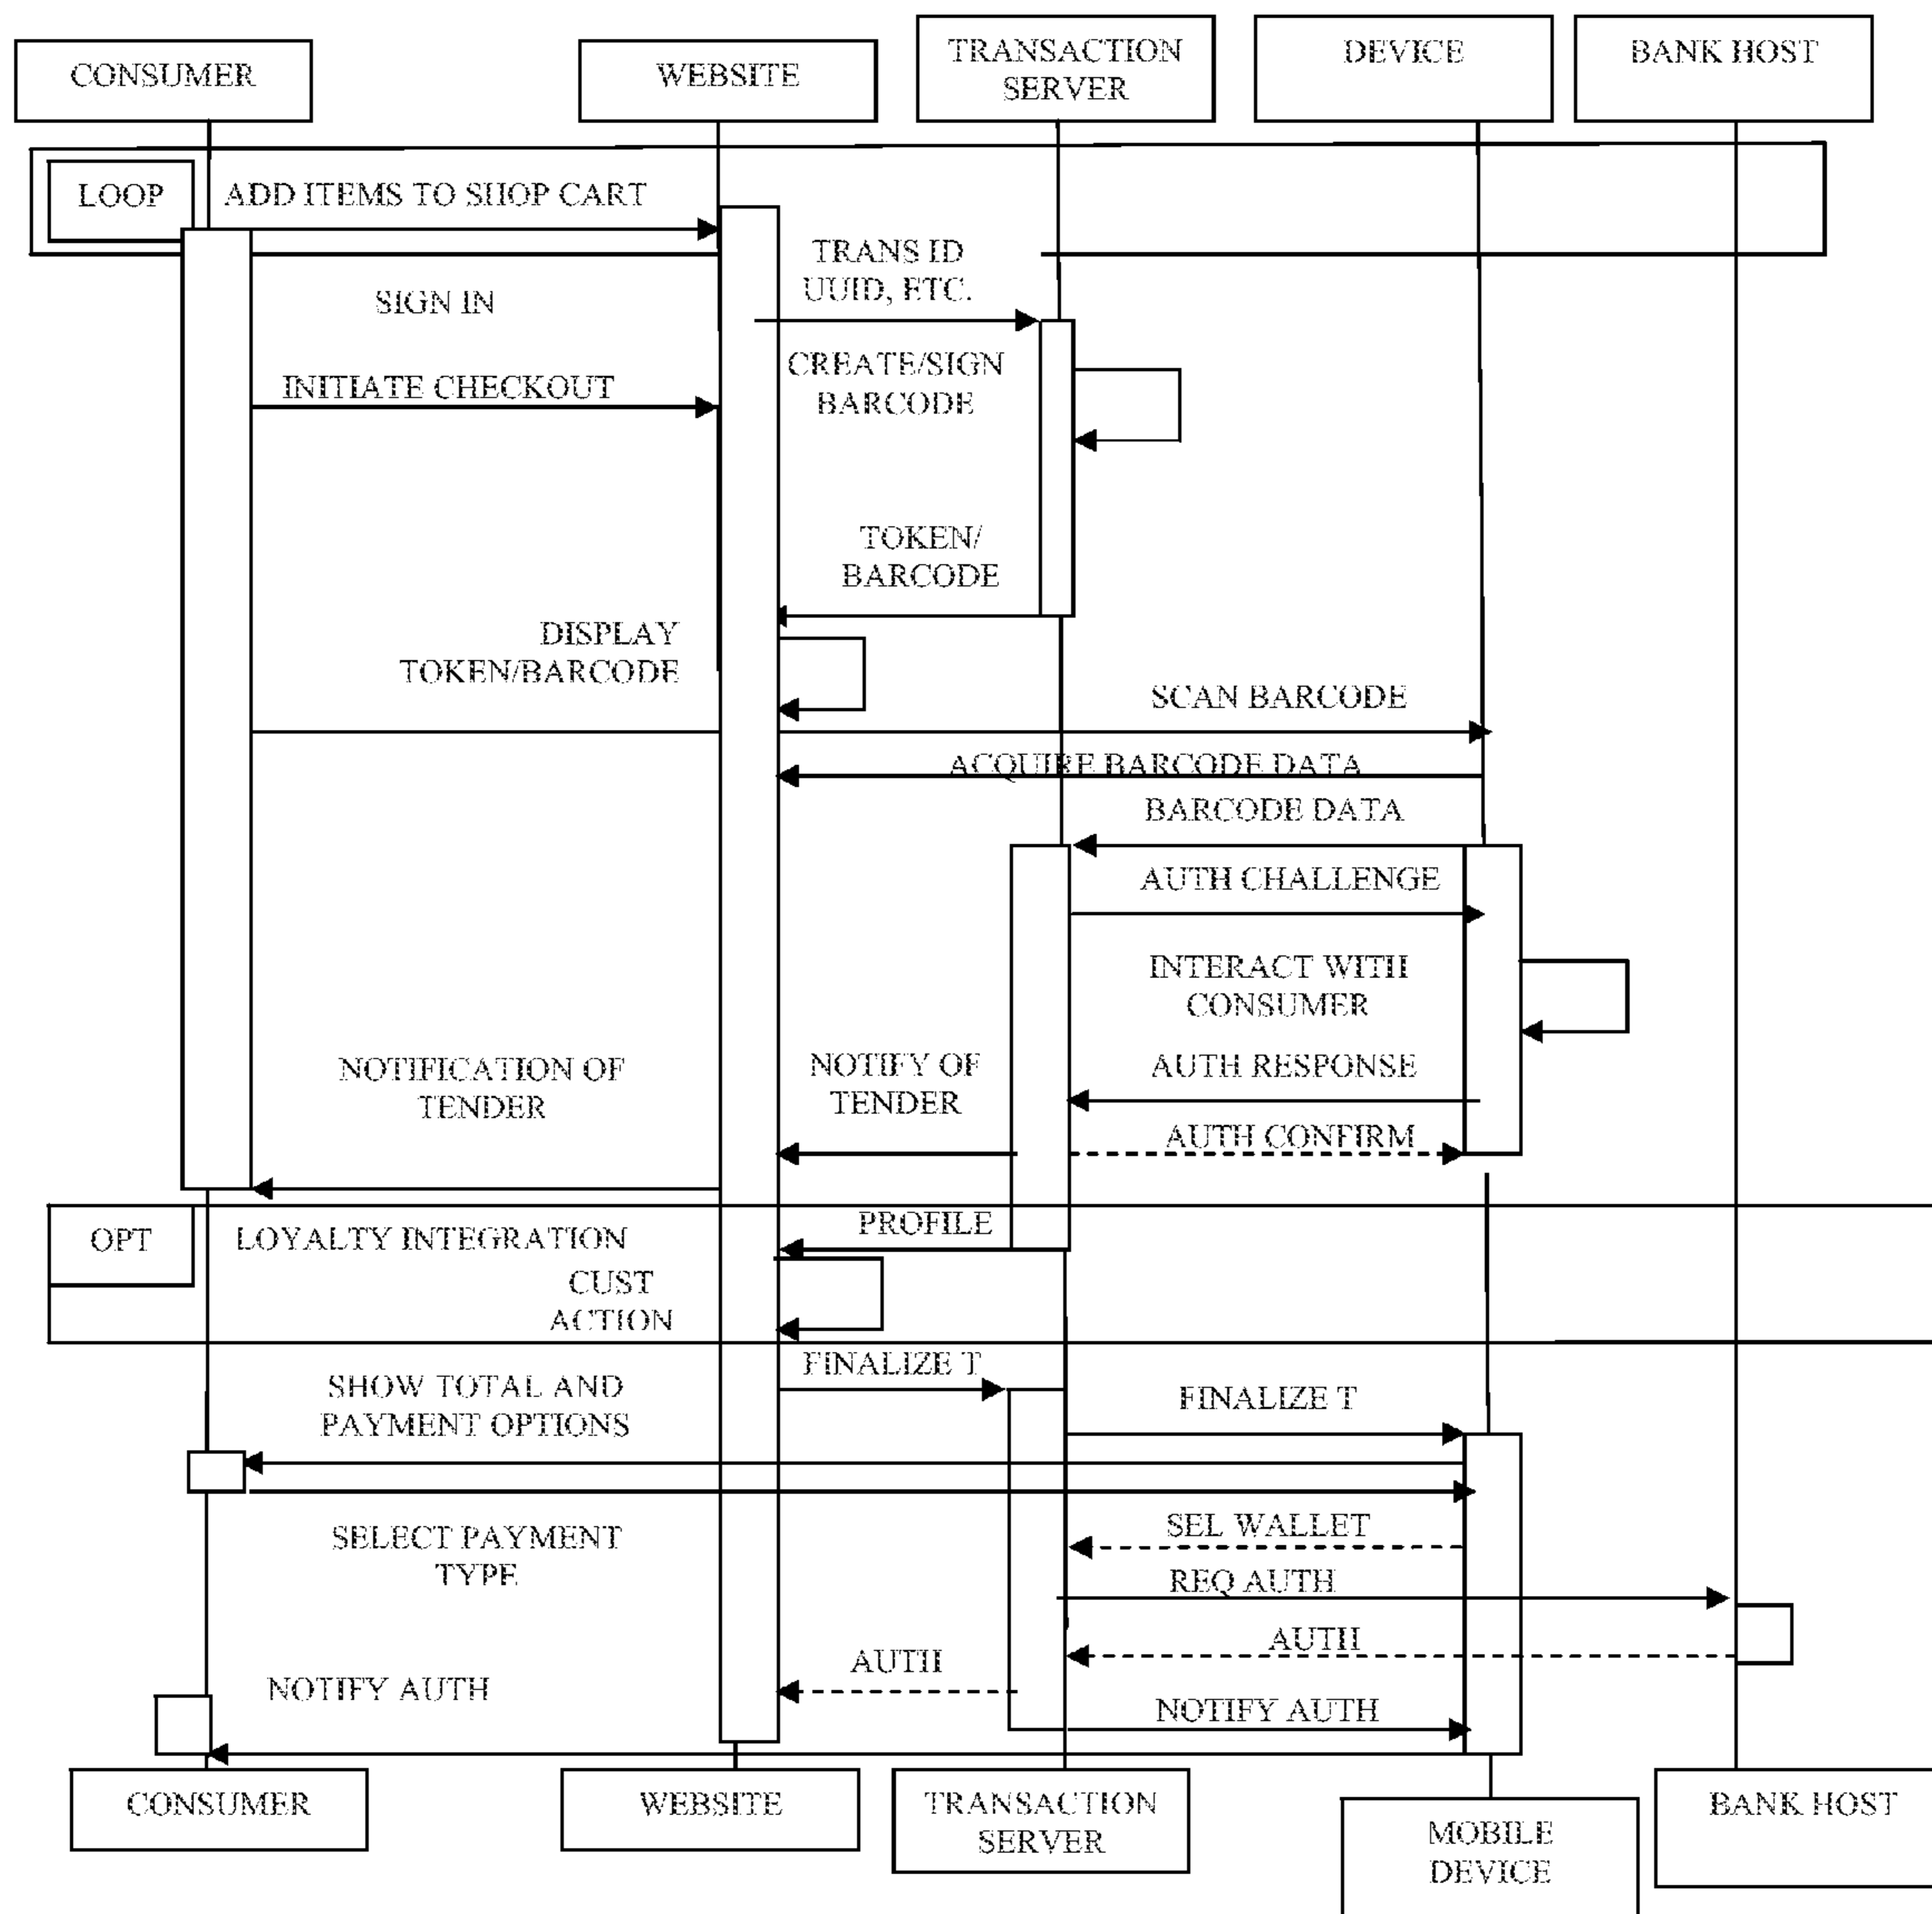 CONSUMER
WEBSITE
TRANSACTION
SERVER
DEVICE
BANK HOST
LOOP
ADD ITEMS TO SHOP CART
TRANS ID
UUID, ETC.
SIGN IN
CREATE/SIGN
BARCODE
INITIATE CHECKOUT
TOKEN/
BARCODE
DISPLAY
TOKEN/BARCODE
SCAN BARCODE
ACQUIRE BARCODE DATA
BARCODE DATA
AUTH CHALLENGE
INTERACT WITH
CONSUMER
NOTIFICATION OF
TENDER
NOTIFY OF
TENDER
AUTH RESPONSE
AUTH CONFIRM
OPT
LOYALTY INTEGRATION
PROFILE
CUST
ACTION
FINALIZE T
SHOW TOTAL AND
PAYMENT OPTIONS
FINALIZE T
SELECT PAYMENT
TYPE
SEL WALLET
REQ AUTH
AUTH
AUTH
NOTIFY AUTH
NOTIFY AUTH
CONSUMER
WEBSITE
TRANSACTION
SERVER
MOBILE
DEVICE
BANK HOST